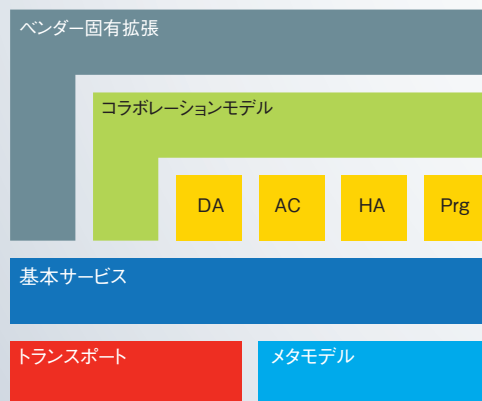 ベンダー固有拡張
コラボレーションモデル
DA
AC
HA
Prg
基本サービス
トランスポート
メタモデル